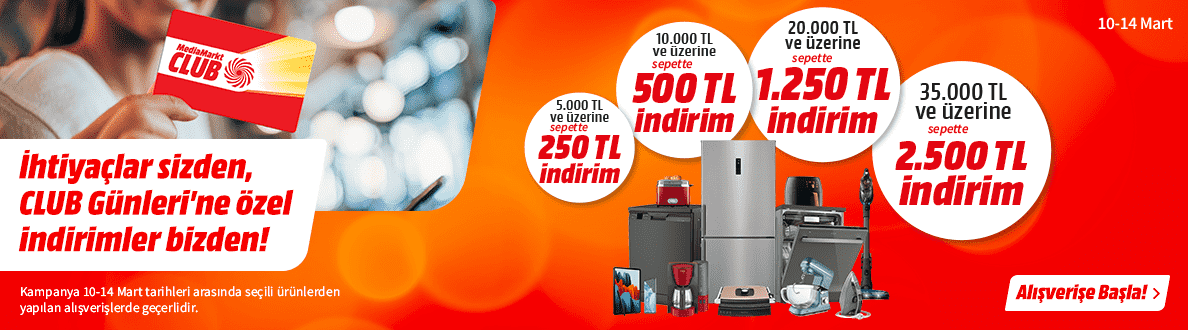 MediaMarkt
CLUB
İhtiyaçlar sizden,
CLUB Günleri'ne özel
indirimler bizden!
Kampanya 10-14 Mart tarihleri arasında seçili ürünlerden
yapılan alışverişlerde geçerlidir.
5.000 TL
ve üzerine
sepette
250 TL
indirim
10.000 TL
ve üzerine
sepette
500 TL
indirim
20.000 TL
ve üzerine
sepette
1.250 TL
indirim
35.000 TL
ve üzerine
sepette
2.500 TL
indirim
10-14 Mart
Alışverişe Başla!